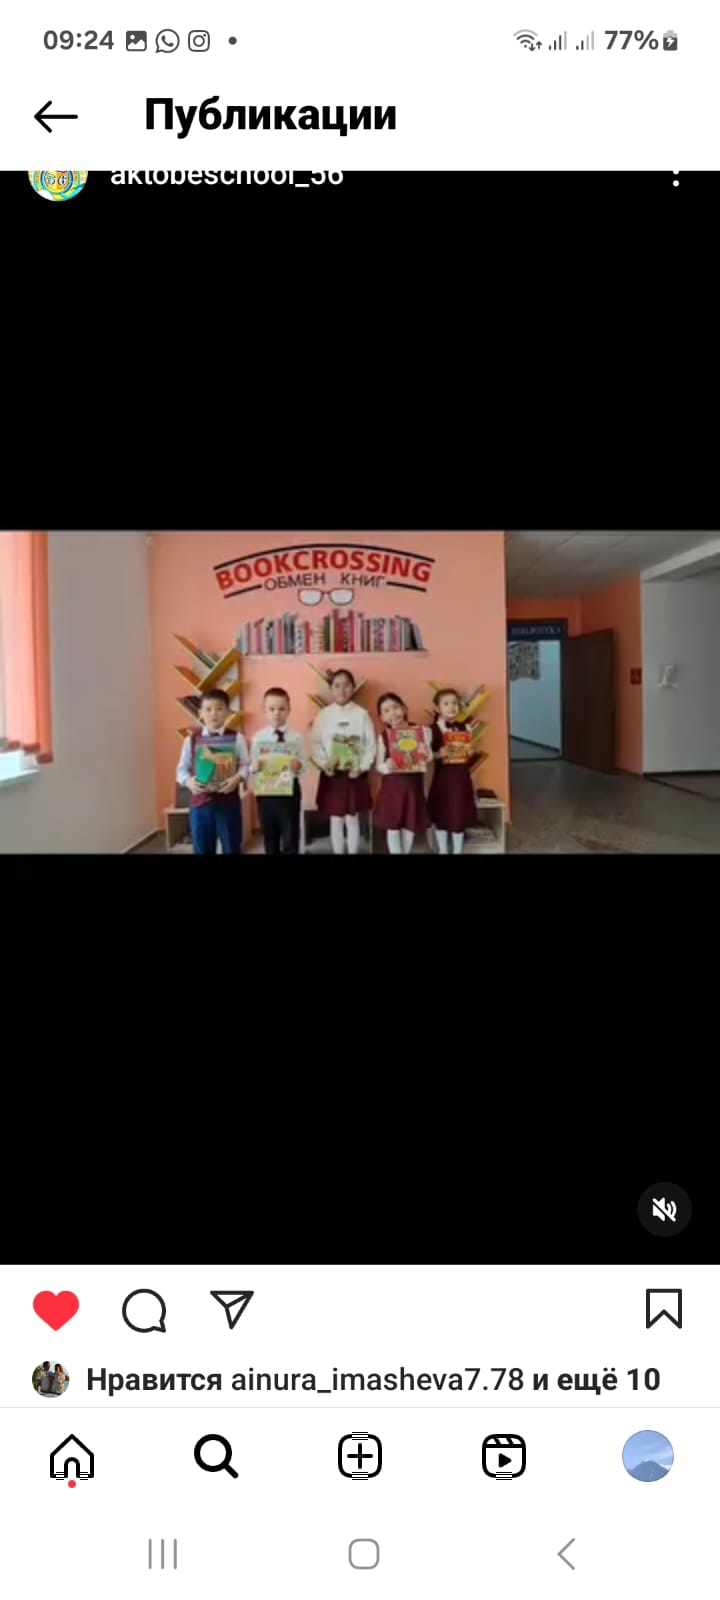 09:24
77%
Публикации
aktobeschool_56
BOOKCROSSING
ОБМЕН КНИГ
Нравится ainura_imasheva7.78 и ещё 10